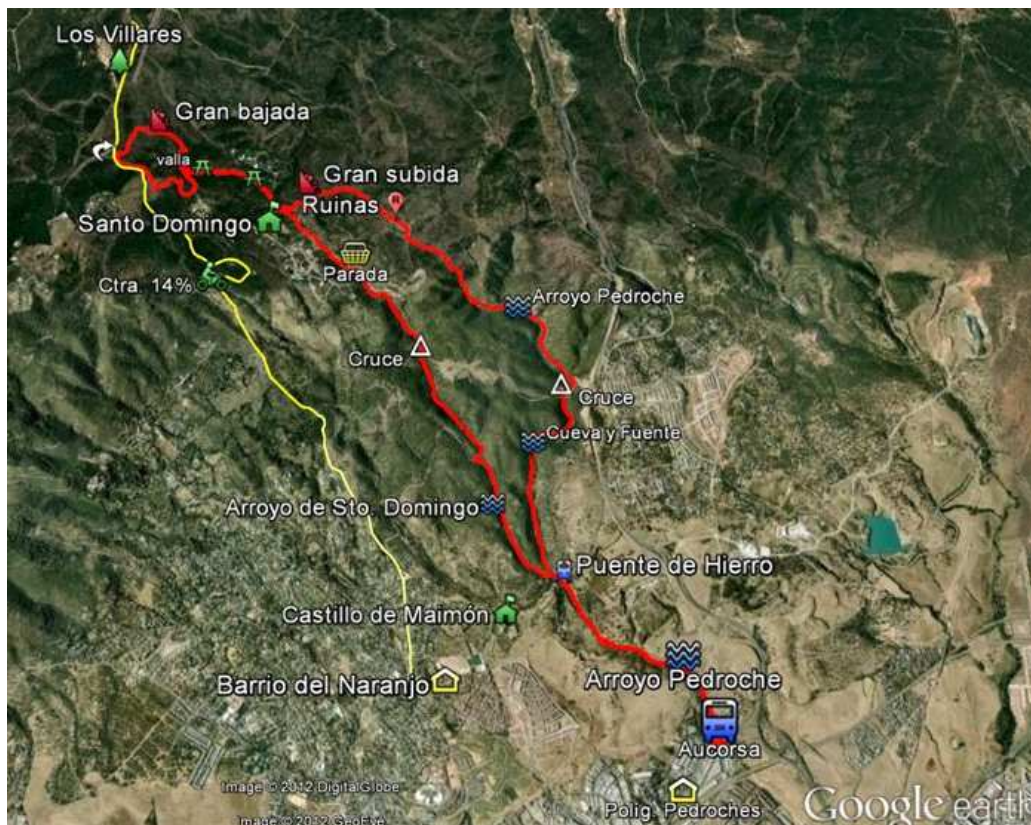 Los Villares
Gran bajada
valla
Gran subida
Ruinas
Santo Domingo
Parada
Ctra. 14%
Arroyo Pedroche
Cruce
Cruce
Cueva y Fuente
Arroyo de Sto. Domingo
Puente de Hierro
Castillo de Maimón
Barrio del Naranjo
Arroyo Pedroche
Aucorsa
Image © 2012 DigitalGlobe
Polig. Pedroches
Google earth
Image © 2012 GeoEye